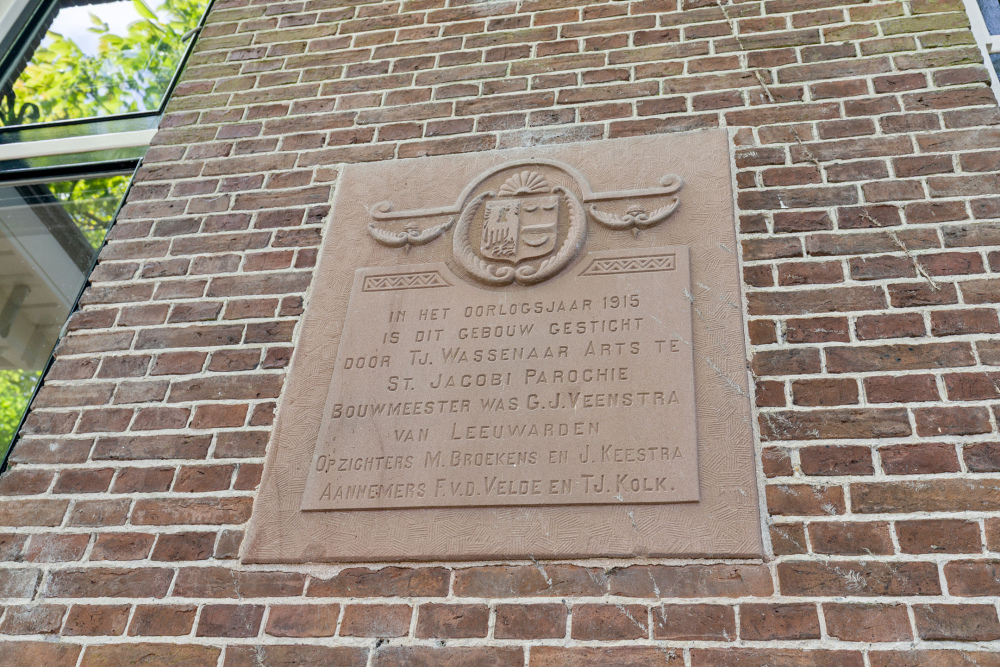 IN HET OORLOGSJAAR 1915
IS DIT GEBOUW GESTICHT
DOOR TJ. WASSENAAR ARTS TE
ST. JACOBI PAROCHIE
BOUWMEESTER WAS G.J. VEENSTRA
VAN LEEUWARDEN
OPZICHTERS M. BROEKENS EN J. KEESTRA
AANNEMERS F. V.D. VELDE EN TJ. KOLK.